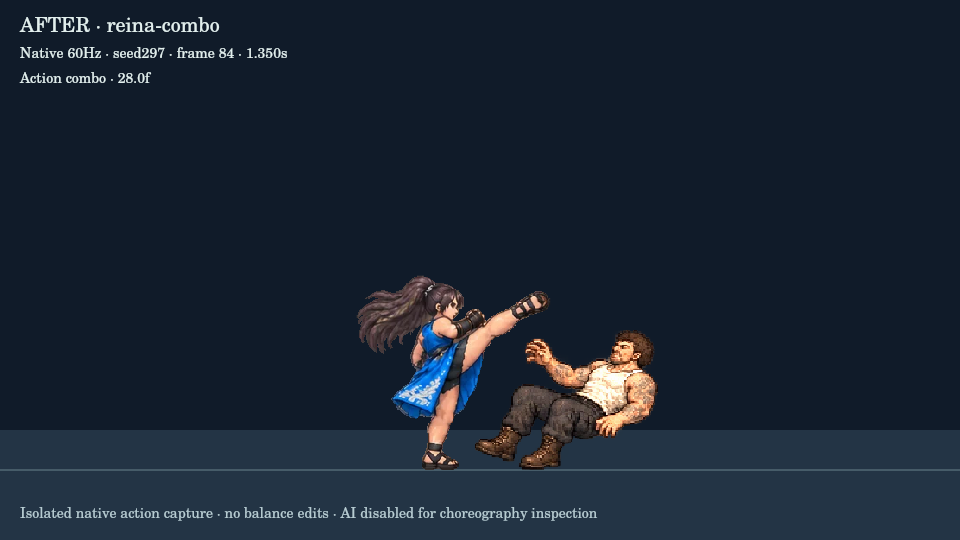 AFTER · reina-combo
Native 60Hz · seed297 · frame 84 · 1.350s
Action combo · 28.0f
Isolated native action capture · no balance edits · AI disabled for choreography inspection